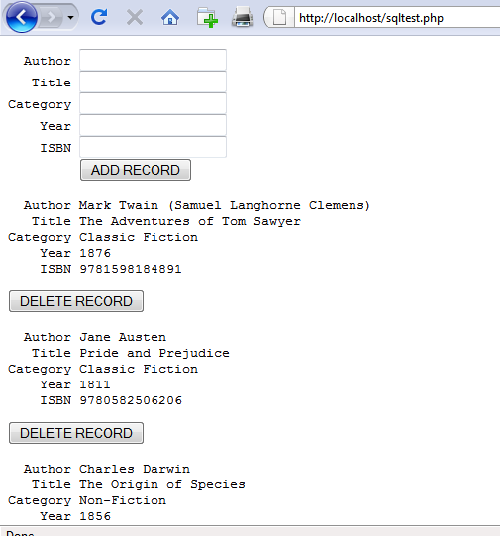 http://localhost/sqltest.php
Author
Title
Category
Year
ISBN
ADD RECORD
Author Mark Twain (Samuel Langhorne Clemens)
Title The Adventures of Tom Sawyer
Category Classic Fiction
Year 1876
ISBN 9781598184891
DELETE RECORD
Author Jane Austen
Title Pride and Prejudice
Category Classic Fiction
Year 1811
ISBN 9780582506206
DELETE RECORD
Author Charles Darwin
Title The Origin of Species
Category Non-Fiction
Year 1856
Done